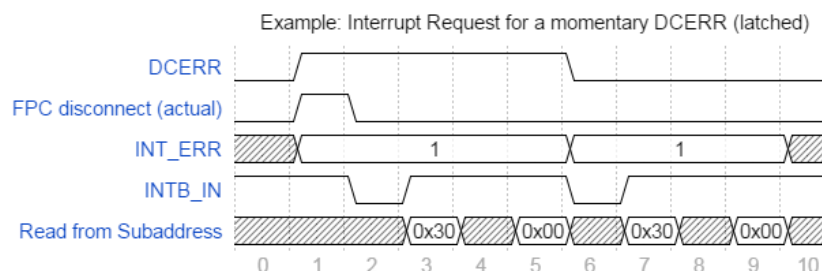 Example: Interrupt Request for a momentary DCERR (latched)
DCERR
FPC disconnect (actual)
INT_ERR 1 1
INTB_IN
Read from Subaddress 0x30 0x00 0x30 0x00
0 1 2 3 4 5 6 7 8 9 10